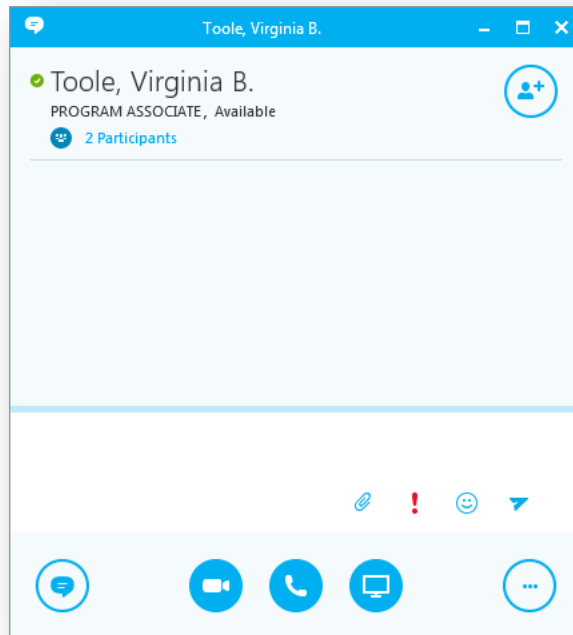 Toole, Virginia B.
Toole, Virginia B.
PROGRAM ASSOCIATE, Available
2 Participants